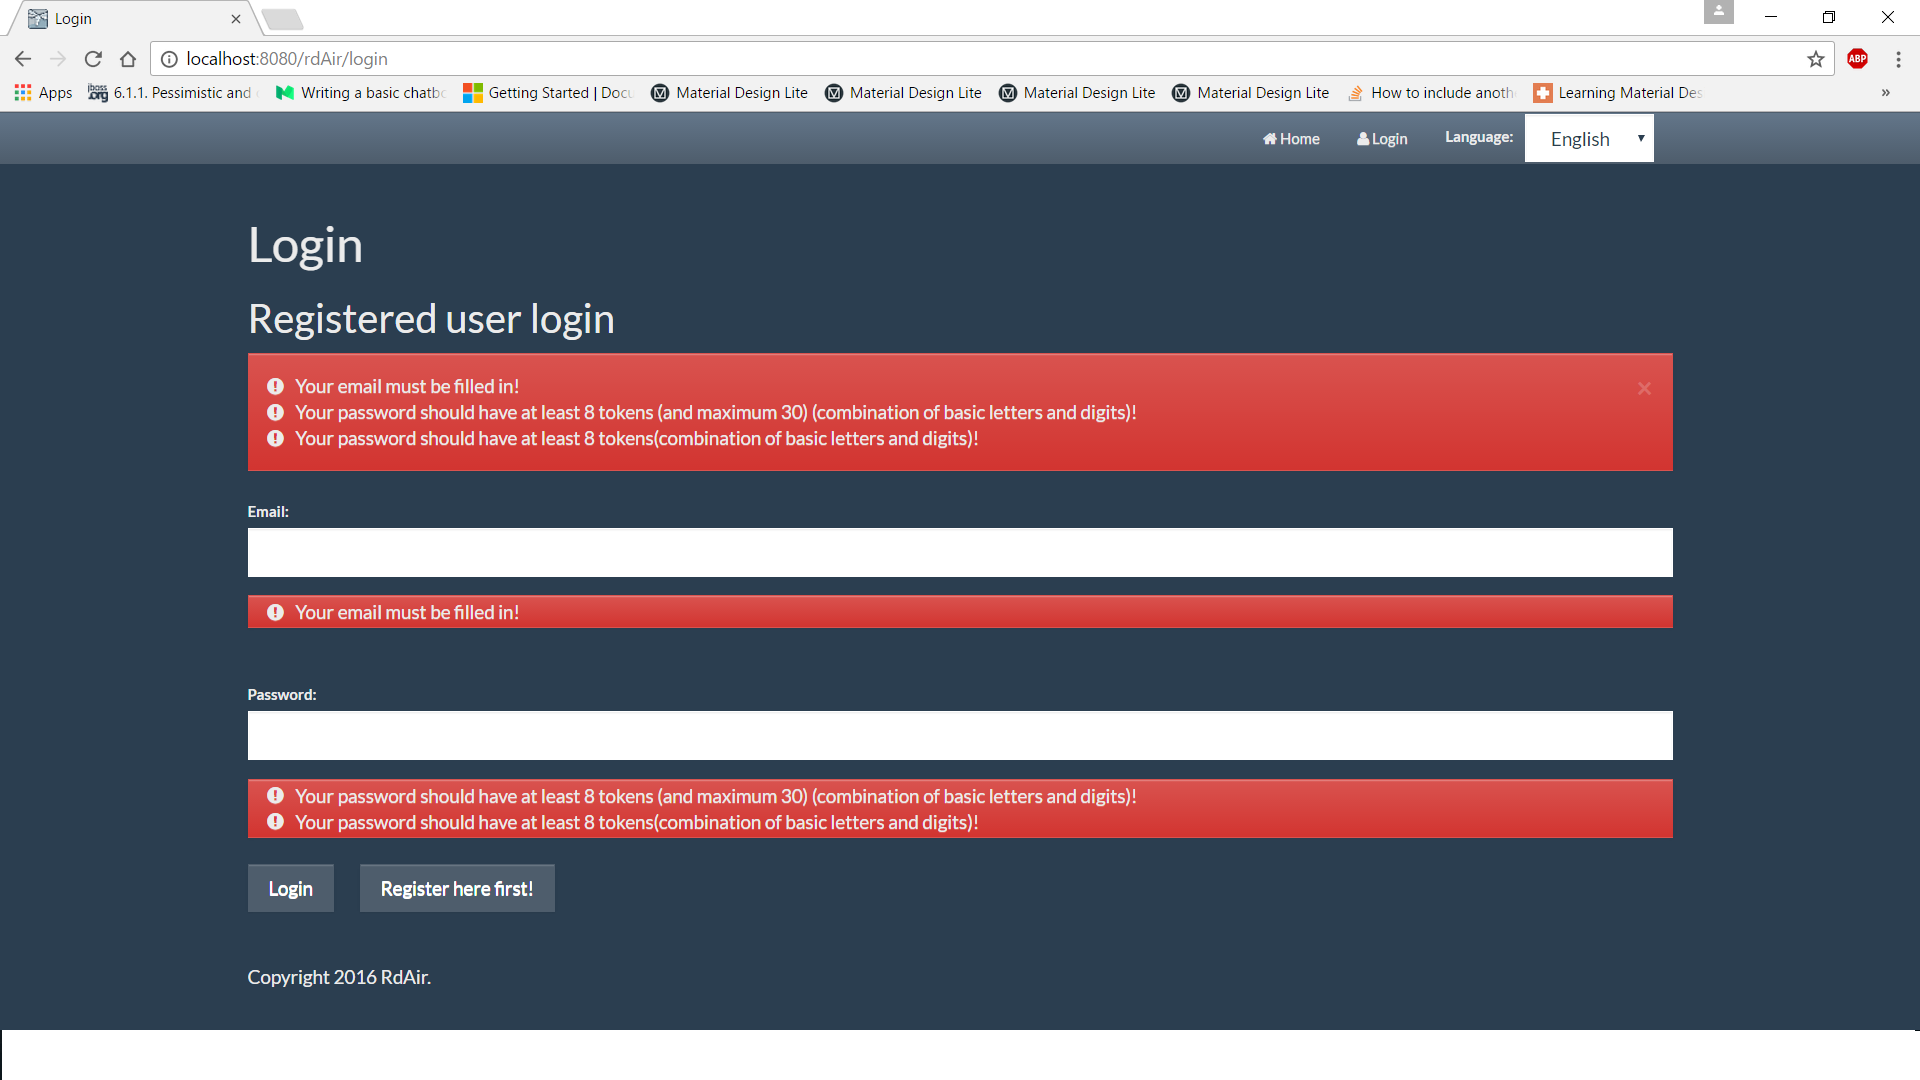 Login
localhost:8080/rdAir/login
ABP
Apps
jboss.org 6.1.1. Pessimistic and
Writing a basic chatb
Getting Started | Doc
Material Design Lite
Material Design Lite
Material Design Lite
Material Design Lite
How to include anoth
Learning Material Des
»
Home
Login
Language:
English
Login
Registered user login
Your email must be filled in!
Your password should have at least 8 tokens (and maximum 30) (combination of basic letters and digits)!
Your password should have at least 8 tokens(combination of basic letters and digits)!
Email:
Your email must be filled in!
Password:
Your password should have at least 8 tokens (and maximum 30) (combination of basic letters and digits)!
Your password should have at least 8 tokens(combination of basic letters and digits)!
Login
Register here first!
Copyright 2016 RdAir.